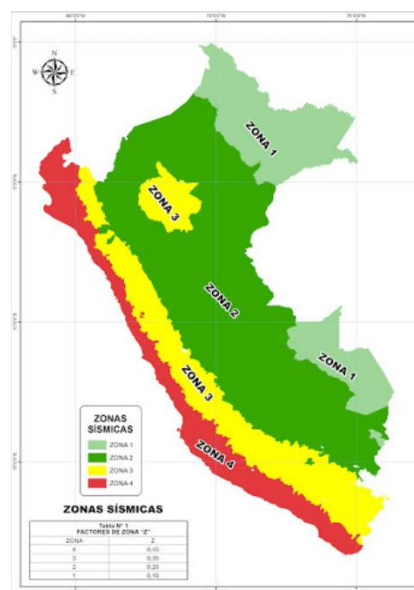 N
W
E
S
ZONA 1
ZONA 3
ZONA 2
ZONA 1
ZONA 3
ZONA 4
ZONAS
SÍSMICAS
ZONA 1
ZONA 2
ZONA 3
ZONA 4
ZONAS SÍSMICAS
Tabla N° 1
FACTORES DE ZONA "Z"
ZONA Z
4 0,45
3 0,35
2 0,25
1 0,10